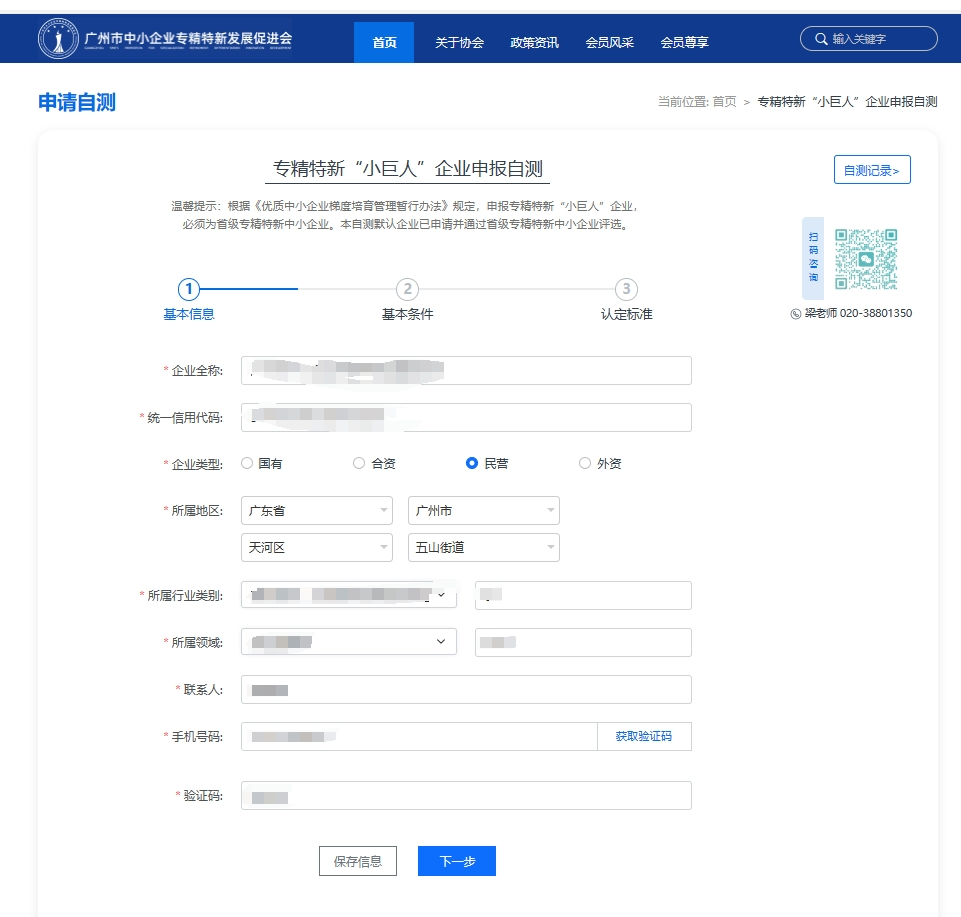 广州市中小企业专精特新发展促进会
首页 关于协会 政策资讯 会员风采 会员尊享 输入关键字
申请自测
当前位置: 首页 > 专精特新“小巨人”企业申报自测
专精特新“小巨人”企业申报自测
自测记录>
温馨提示：根据《优质中小企业梯度培育管理暂行办法》规定，申报专精特新“小巨人”企业，
必须为省级专精特新中小企业。本自测默认企业已申请并通过省级专精特新中小企业评选。
扫码咨询
梁老师 020-38801350
1 2 3
基本信息 基本条件 认定标准
* 企业全称:
* 统一信用代码:
* 企业类型: 国有 合资 民营 外资
* 所属地区: 广东省 广州市
天河区 五山街道
* 所属行业类别:
* 所属领域:
* 联系人:
* 手机号码: 获取验证码
* 验证码:
保存信息 下一步